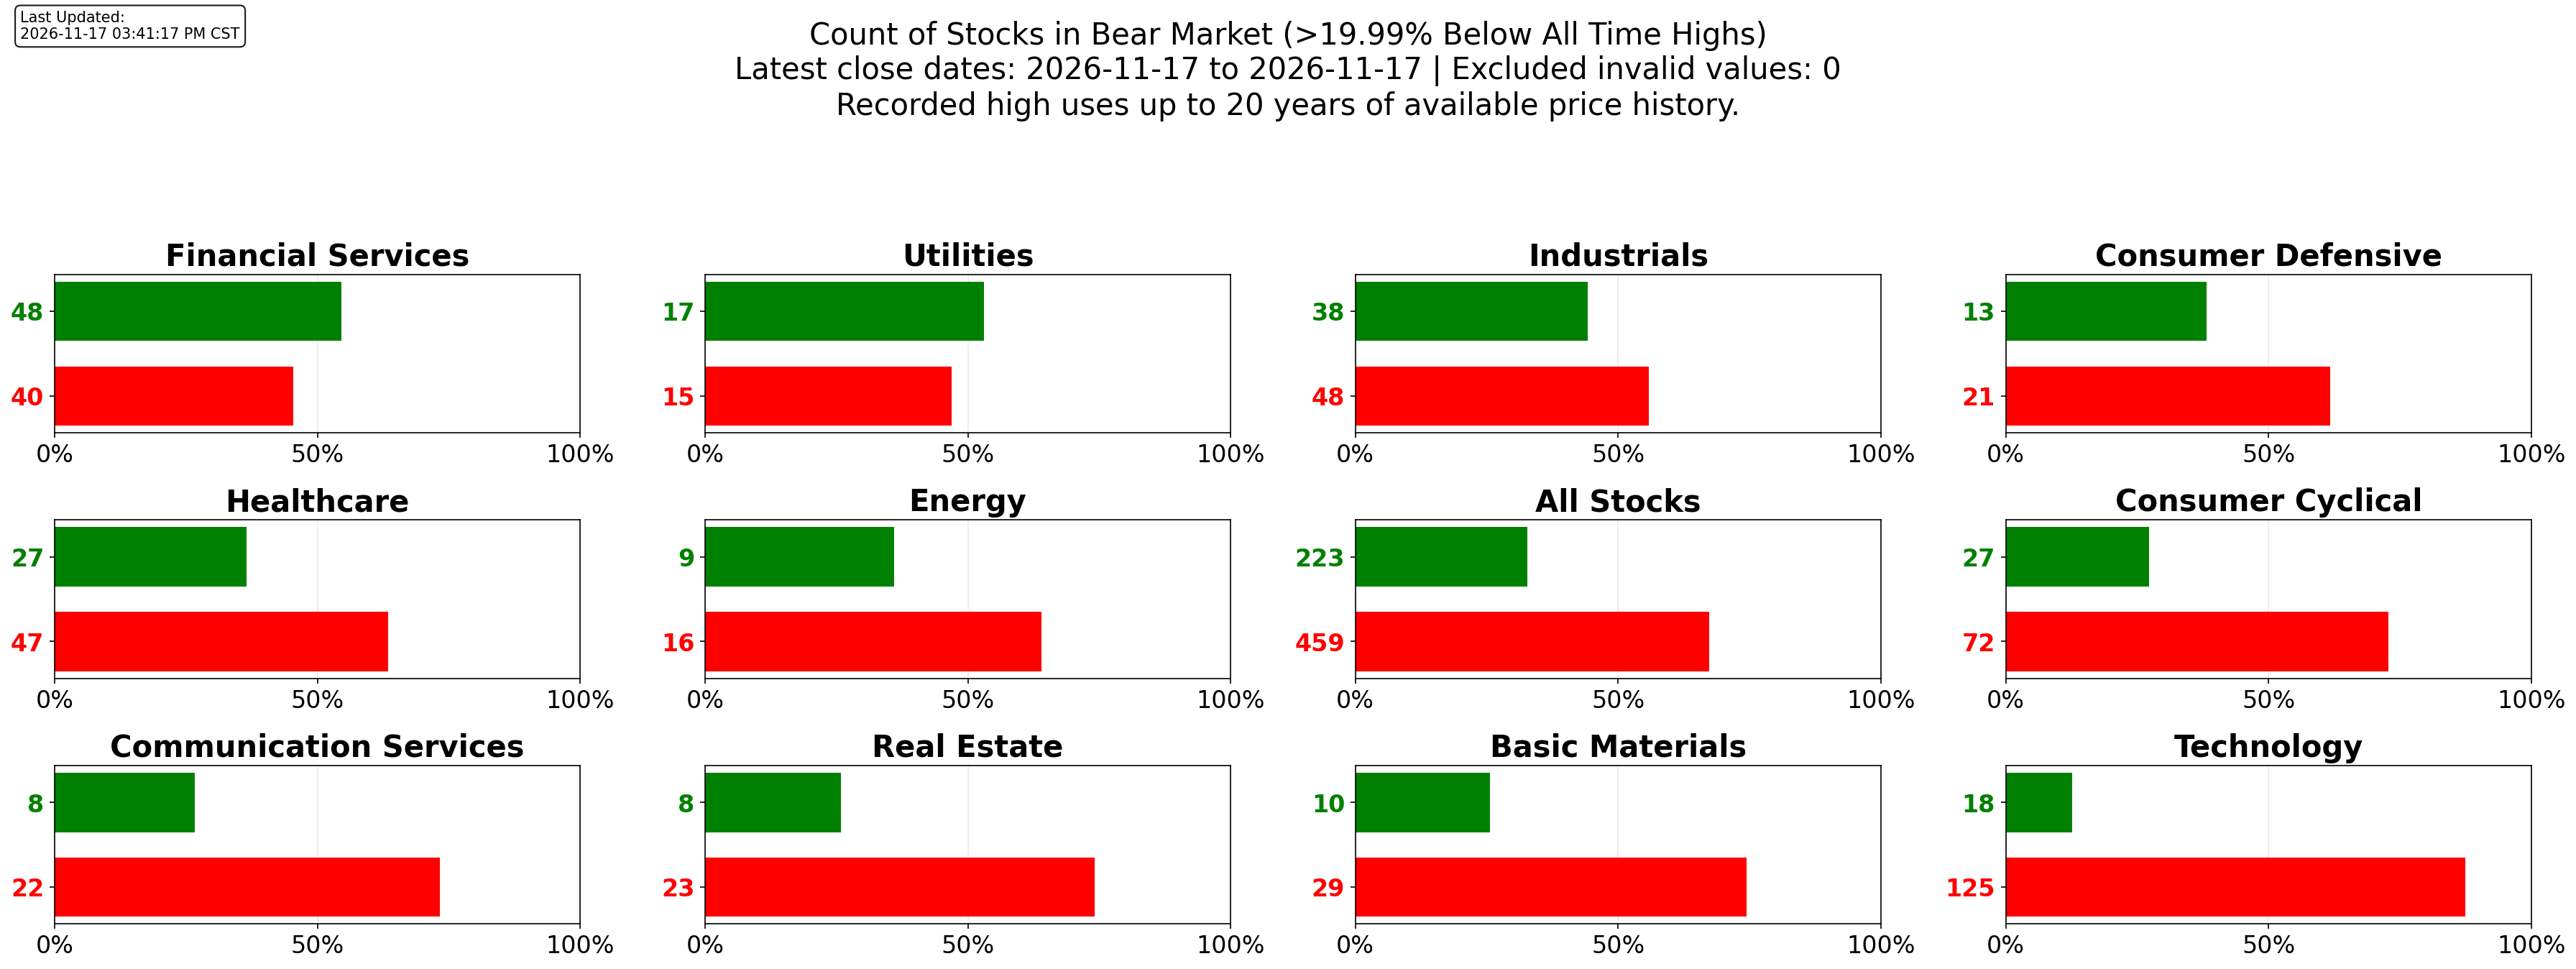 Last Updated:
2026-11-17 03:41:17 PM CST
Count of Stocks in Bear Market (>19.99% Below All Time Highs)
Latest close dates: 2026-11-17 to 2026-11-17 | Excluded invalid values: 0
Recorded high uses up to 20 years of available price history.
Financial Services
48
40
0% 50% 100%
Utilities
17
15
0% 50% 100%
Industrials
38
48
0% 50% 100%
Consumer Defensive
13
21
0% 50% 100%
Healthcare
27
47
0% 50% 100%
Energy
9
16
0% 50% 100%
All Stocks
223
459
0% 50% 100%
Consumer Cyclical
27
72
0% 50% 100%
Communication Services
8
22
0% 50% 100%
Real Estate
8
23
0% 50% 100%
Basic Materials
10
29
0% 50% 100%
Technology
18
125
0% 50% 100%